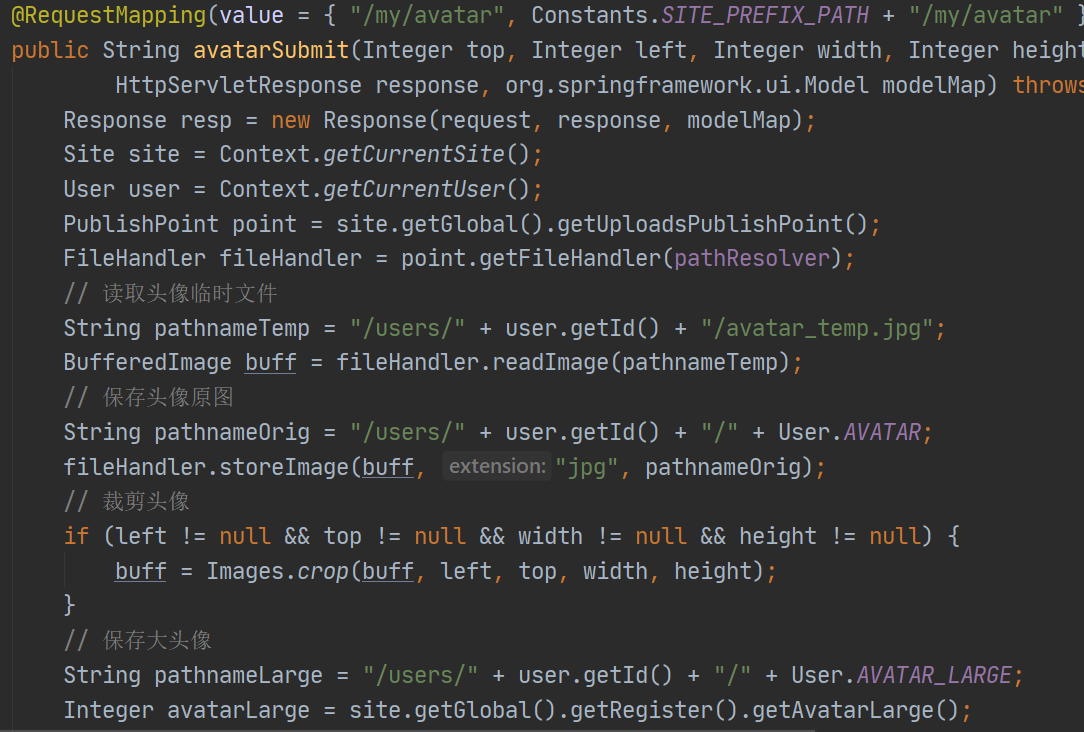 @RequestMapping(value = { "/my/avatar", Constants.SITE_PREFIX_PATH + "/my/avatar" }
public String avatarSubmit(Integer top, Integer left, Integer width, Integer height
HttpServletResponse response, org.springframework.ui.Model modelMap) throws
Response resp = new Response(request, response, modelMap);
Site site = Context.getCurrentSite();
User user = Context.getCurrentUser();
PublishPoint point = site.getGlobal().getUploadsPublishPoint();
FileHandler fileHandler = point.getFileHandler(pathResolver);
// 读取头像临时文件
String pathnameTemp = "/users/" + user.getId() + "/avatar_temp.jpg";
BufferedImage buff = fileHandler.readImage(pathnameTemp);
// 保存头像原图
String pathnameOrig = "/users/" + user.getId() + "/" + User.AVATAR;
fileHandler.storeImage(buff, extension: "jpg", pathnameOrig);
// 裁剪头像
if (left != null && top != null && width != null && height != null) {
buff = Images.crop(buff, left, top, width, height);
}
// 保存大头像
String pathnameLarge = "/users/" + user.getId() + "/" + User.AVATAR_LARGE;
Integer avatarLarge = site.getGlobal().getRegister().getAvatarLarge();